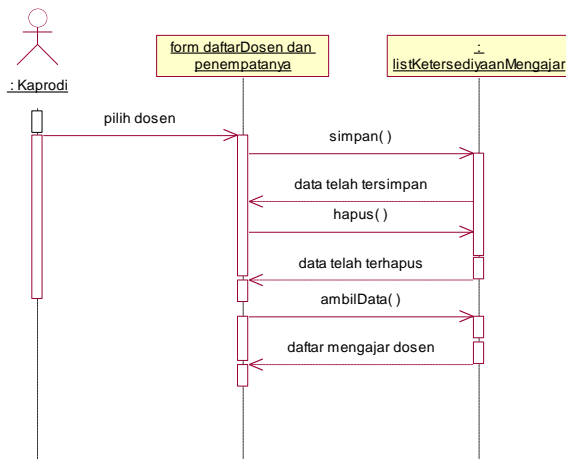 form daftarDosen dan
penempatanya
:
listKetersediyaanMengajar
: Kaprodi
pilih dosen
simpan( )
data telah tersimpan
hapus( )
data telah terhapus
ambilData( )
daftar mengajar dosen